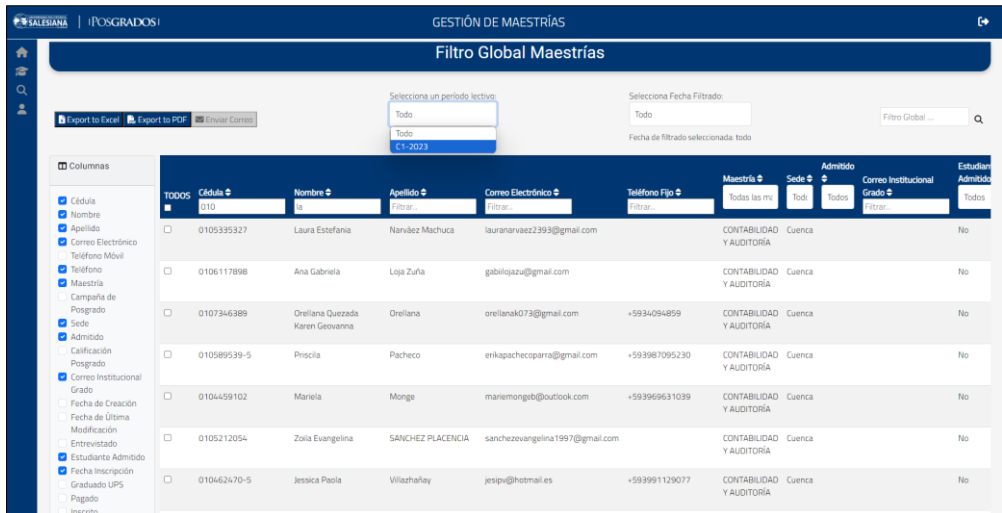 SALESIANA
POSGRADOS
GESTIÓN DE MAESTRÍAS
Filtro Global Maestrías
Selecciona un período lectivo:
Todo
Todo
C1-2023
Selecciona Fecha Filtrado:
Todo
Fecha de filtrado seleccionada: todo
Export to Excel
Export to PDF
Enviar Correo
Filtro Global ...
Columnas
Cédula
Nombre
Apellido
Correo Electrónico
Teléfono Móvil
Teléfono
Maestría
Campaña de
Posgrado
Sede
Admitido
Calificación
Posgrado
Correo Institucional
Grado
Fecha de Creación
Fecha de Última
Modificación
Entrevistado
Estudiante Admitido
Fecha Inscripción
Graduado UPS
Pagado
Inscrito
TODOS
Cédula
010
Nombre
la
Apellido
Filtrar...
Correo Electrónico
Filtrar...
Teléfono Fijo
Filtrar...
Maestría
Todas las ma
Sede
Todo
Admitido
Todos
Correo Institucional
Grado
Filtrar...
Estudiant
Admitido
Todos
0105335327 Laura Estefania Narváez Machuca lauranarvaez2393@gmail.com CONTABILIDAD Cuenca No
Y AUDITORÍA
0106117898 Ana Gabriela Loja Zuña gabiilojazu@gmail.com CONTABILIDAD Cuenca No
Y AUDITORÍA
0107346389 Orellana Quezada Orellana orellanak073@gmail.com +5934094859 CONTABILIDAD Cuenca No
Karen Geovanna Y AUDITORÍA
010589539-5 Priscila Pacheco erikapachecoparra@gmail.com +593987095230 CONTABILIDAD Cuenca No
Y AUDITORÍA
0104459102 Mariela Monge mariemongeb@outlook.com +593969631039 CONTABILIDAD Cuenca No
Y AUDITORÍA
0105212054 Zoila Evangelina SANCHEZ PLACENCIA sanchezevangelina1997@gmail.com CONTABILIDAD Cuenca No
Y AUDITORÍA
010462470-5 Jessica Paola Villazhañay jesipv@hotmail.es +593991129077 CONTABILIDAD Cuenca No
Y AUDITORÍA